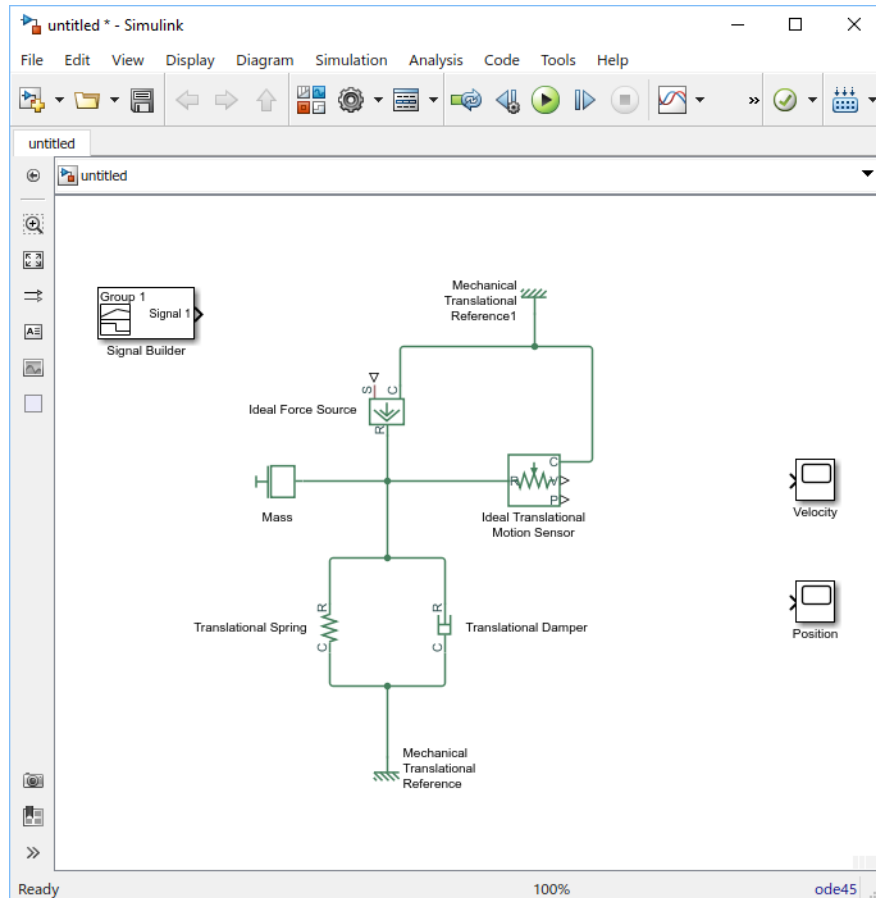 untitled * - Simulink
File Edit View Display Diagram Simulation Analysis Code Tools Help
»
untitled
untitled
Group 1
Signal 1
Signal Builder
Mechanical
Translational
Reference1
S C
Ideal Force Source
R
Mass
C
R V
P
Ideal Translational
Motion Sensor
Velocity
R R
Translational Spring Translational Damper
C C
Position
Mechanical
Translational
Reference
Ready 100% ode45